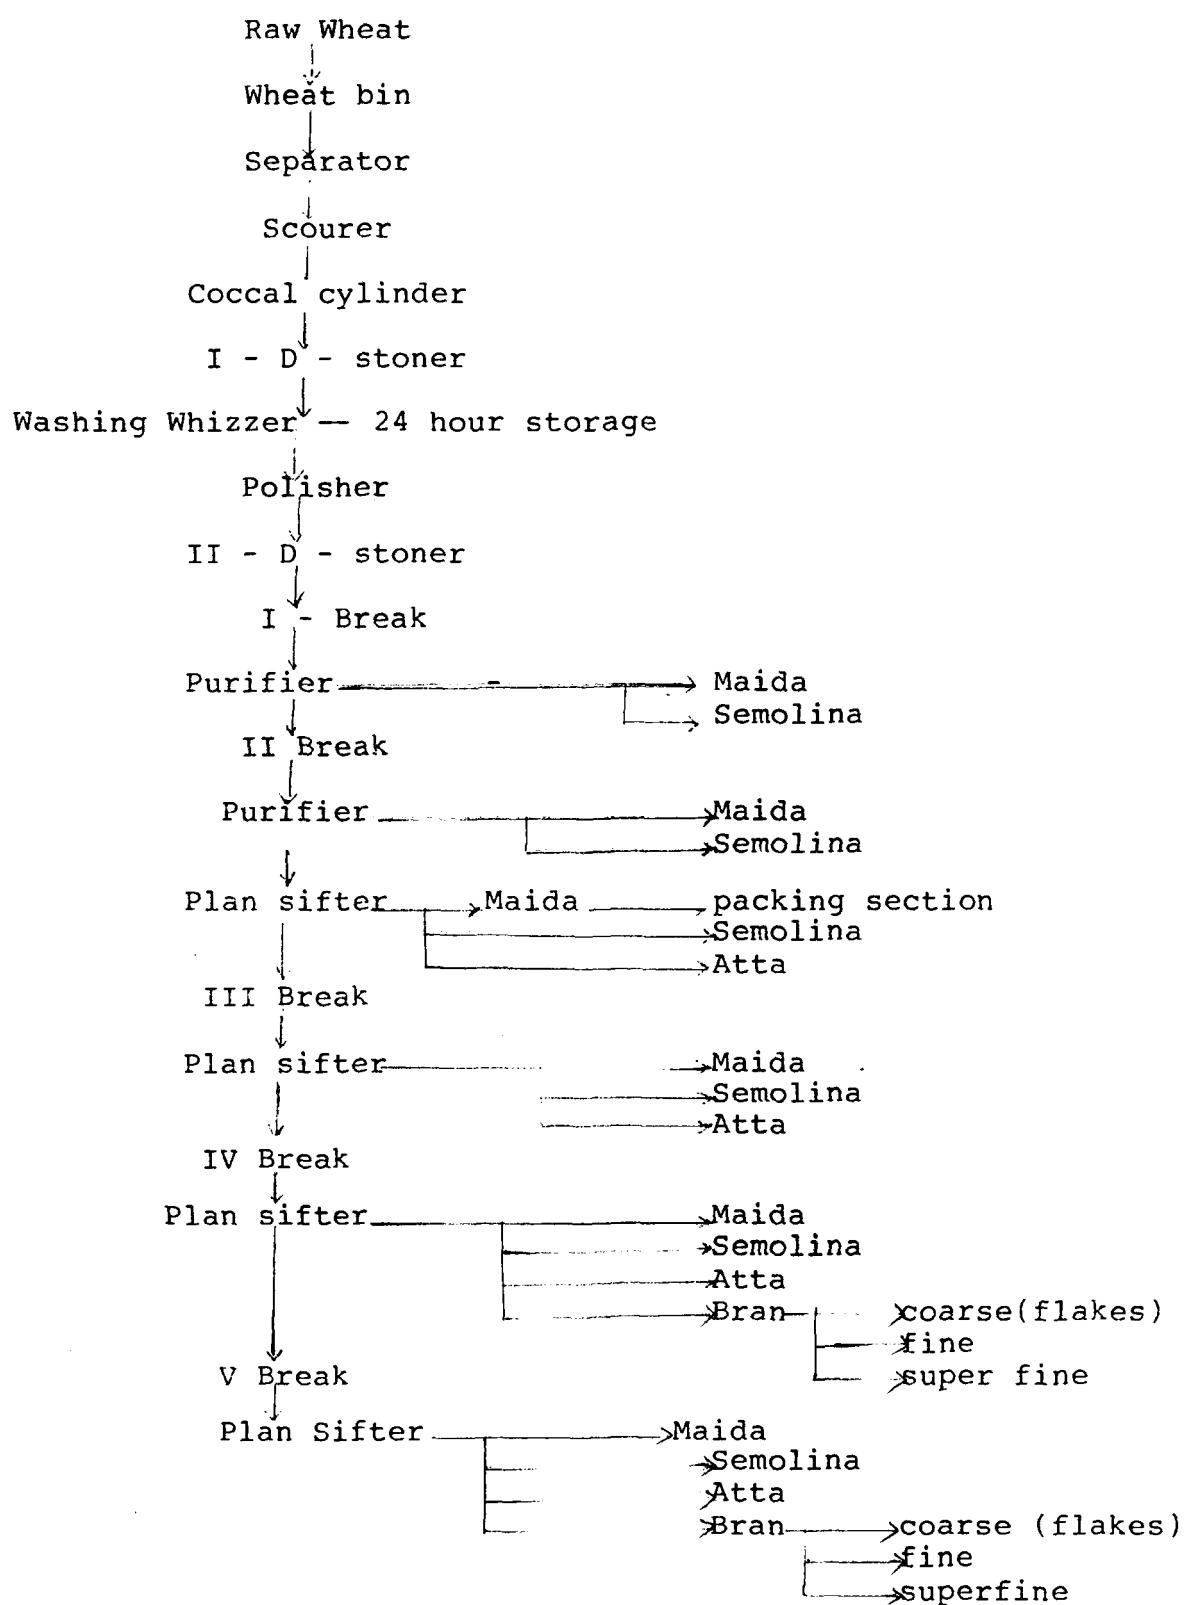 Raw Wheat
Wheat bin
Separator
Scourer
Coccal cylinder
I - D - stoner
Washing Whizzer — 24 hour storage
Polisher
II - D - stoner
I - Break
Purifier Maida
Semolina
II Break
Purifier Maida
Semolina
Plan sifter Maida packing section
Semolina
Atta
III Break
Plan sifter Maida
Semolina
Atta
IV Break
Plan sifter Maida
Semolina
Atta
Bran coarse(flakes)
fine
super fine
V Break
Plan Sifter Maida
Semolina
Atta
Bran coarse (flakes)
fine
superfine